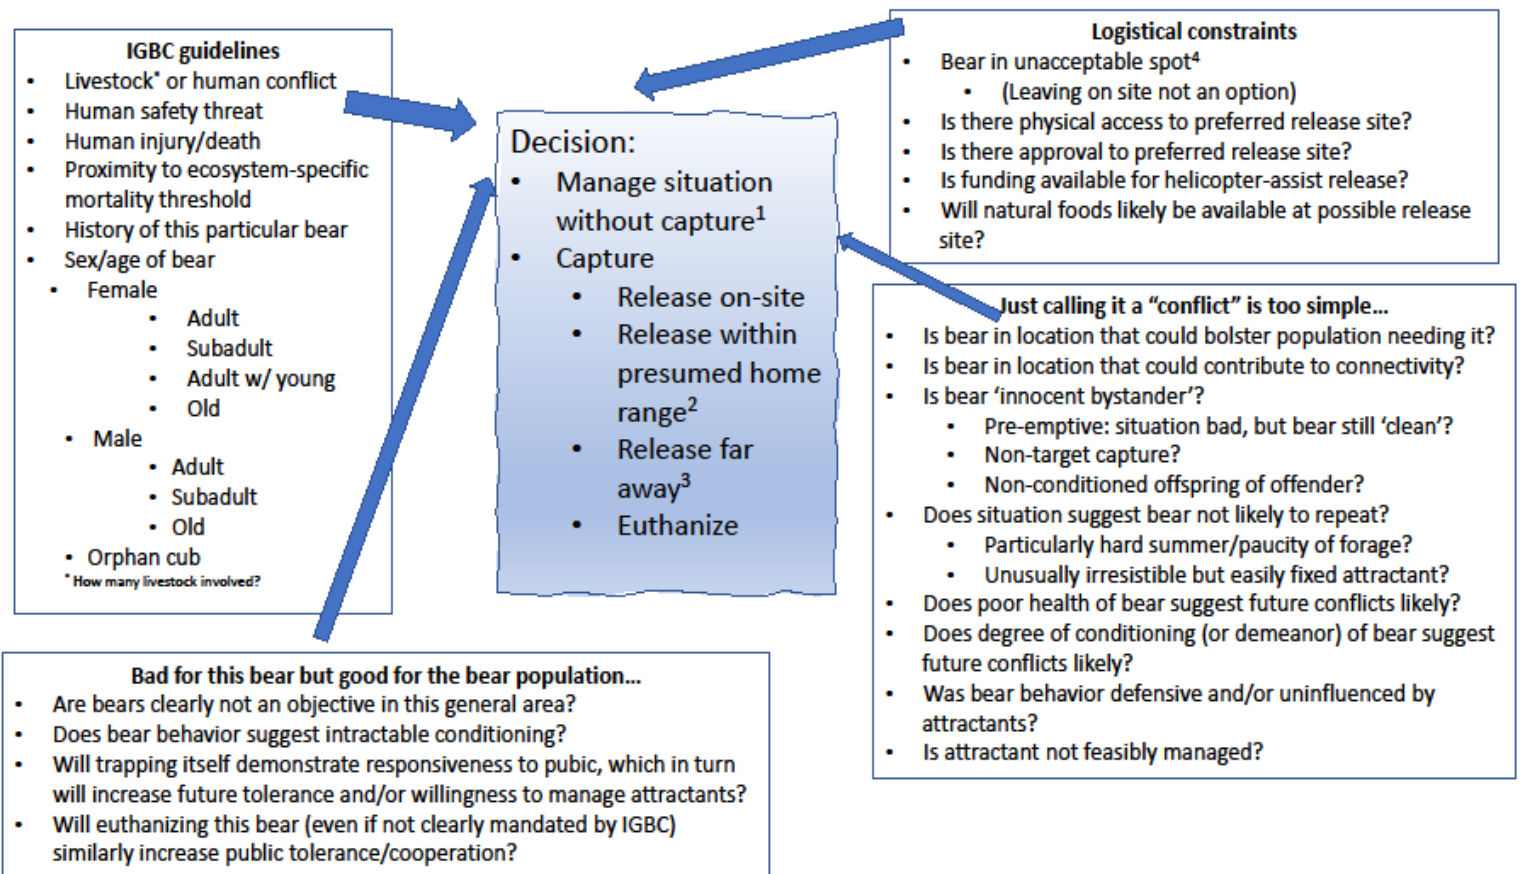 IGBC guidelines
• Livestock* or human conflict
• Human safety threat
• Human injury/death
• Proximity to ecosystem-specific
mortality threshold
• History of this particular bear
• Sex/age of bear
• Female
• Adult
• Subadult
• Adult w/ young
• Old
• Male
• Adult
• Subadult
• Old
• Orphan cub
* How many livestock involved?
Decision:
• Manage situation
without capture1
• Capture
• Release on-site
• Release within
presumed home
range2
• Release far
away3
• Euthanize
Logistical constraints
• Bear in unacceptable spot4
• (Leaving on site not an option)
• Is there physical access to preferred release site?
• Is there approval to preferred release site?
• Is funding available for helicopter-assist release?
• Will natural foods likely be available at possible release
site?
Just calling it a “conflict” is too simple…
• Is bear in location that could bolster population needing it?
• Is bear in location that could contribute to connectivity?
• Is bear ‘innocent bystander’?
• Pre-emptive: situation bad, but bear still ‘clean’?
• Non-target capture?
• Non-conditioned offspring of offender?
• Does situation suggest bear not likely to repeat?
• Particularly hard summer/paucity of forage?
• Unusually irresistible but easily fixed attractant?
• Does poor health of bear suggest future conflicts likely?
• Does degree of conditioning (or demeanor) of bear suggest
future conflicts likely?
• Was bear behavior defensive and/or uninfluenced by
attractants?
• Is attractant not feasibly managed?
Bad for this bear but good for the bear population…
• Are bears clearly not an objective in this general area?
• Does bear behavior suggest intractable conditioning?
• Will trapping itself demonstrate responsiveness to pubic, which in turn
will increase future tolerance and/or willingness to manage attractants?
• Will euthanizing this bear (even if not clearly mandated by IGBC)
similarly increase public tolerance/cooperation?